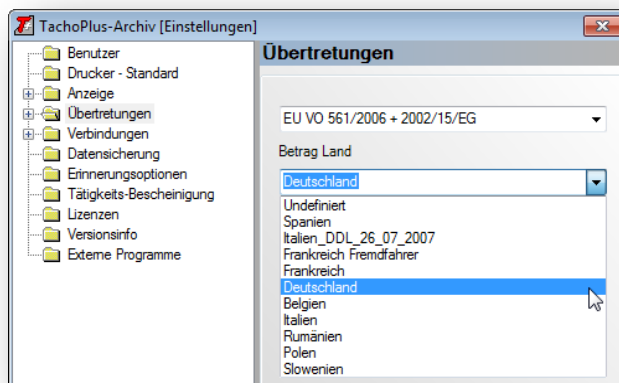 TachoPlus-Archiv [Einstellungen]
Benutzer
Drucker - Standard
Anzeige
Übertretungen
Verbindungen
Datensicherung
Erinnerungsoptionen
Tätigkeits-Bescheinigung
Lizenzen
Versionsinfo
Externe Programme
Übertretungen
EU VO 561/2006 + 2002/15/EG
Betrag Land
Deutschland
Undefiniert
Spanien
Italien_DDL_26_07_2007
Frankreich Fremdfahrer
Frankreich
Deutschland
Belgien
Italien
Rumänien
Polen
Slowenien